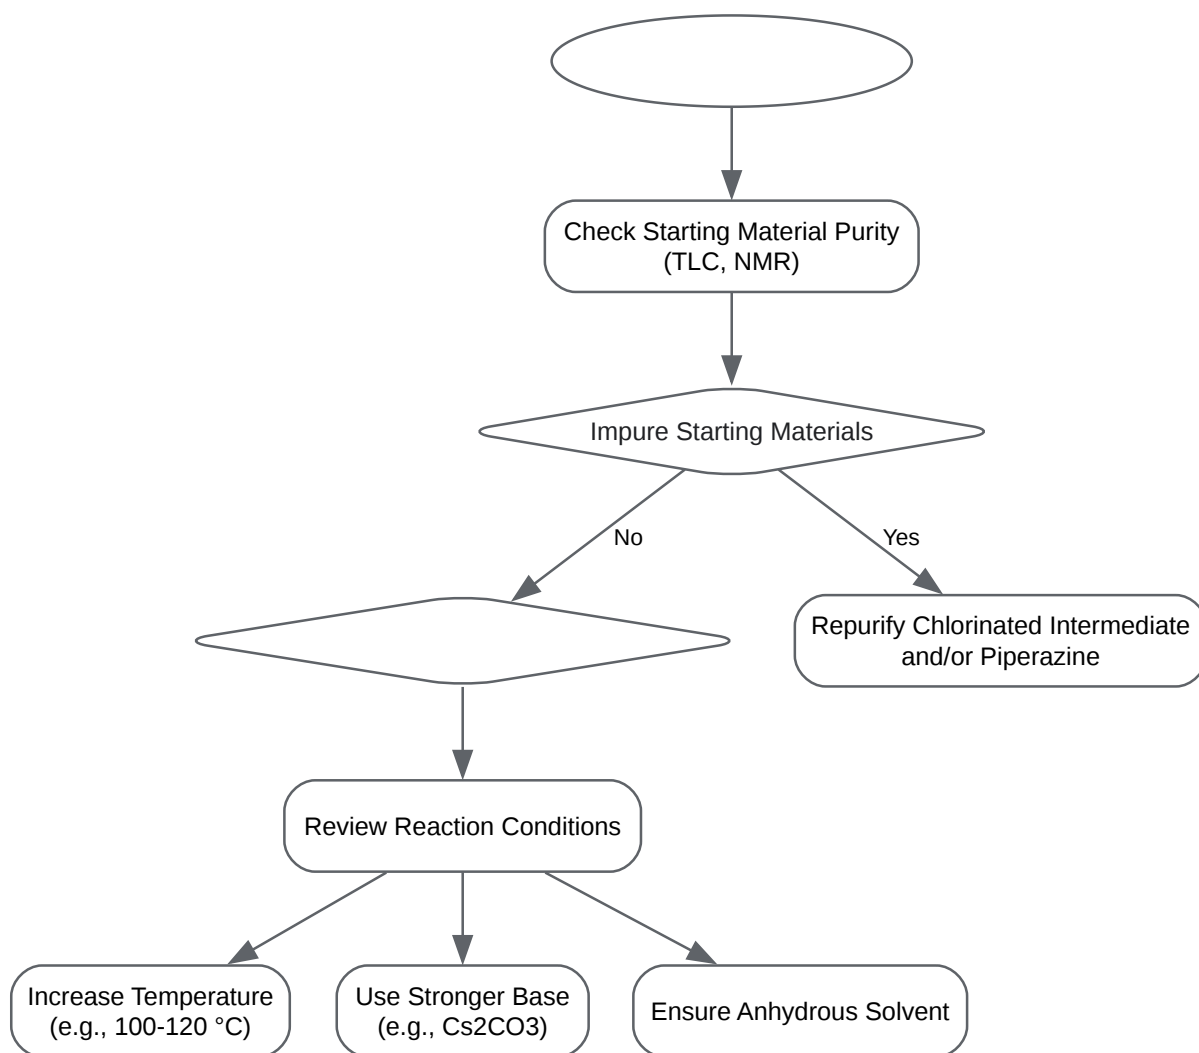 Check Starting Material Purity
(TLC, NMR)
Impure Starting Materials
No
Yes
Repurify Chlorinated Intermediate
and/or Piperazine
Review Reaction Conditions
Increase Temperature
(e.g., 100-120 °C)
Use Stronger Base
(e.g., Cs2CO3)
Ensure Anhydrous Solvent